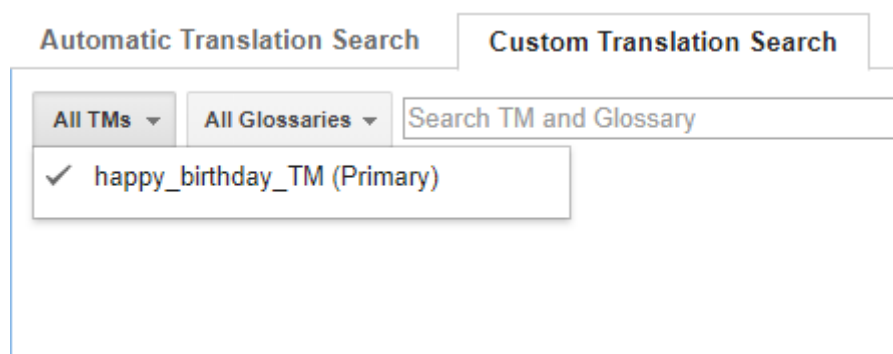 Automatic Translation Search
Custom Translation Search
All TMs
All Glossaries
Search TM and Glossary
happy_birthday_TM (Primary)